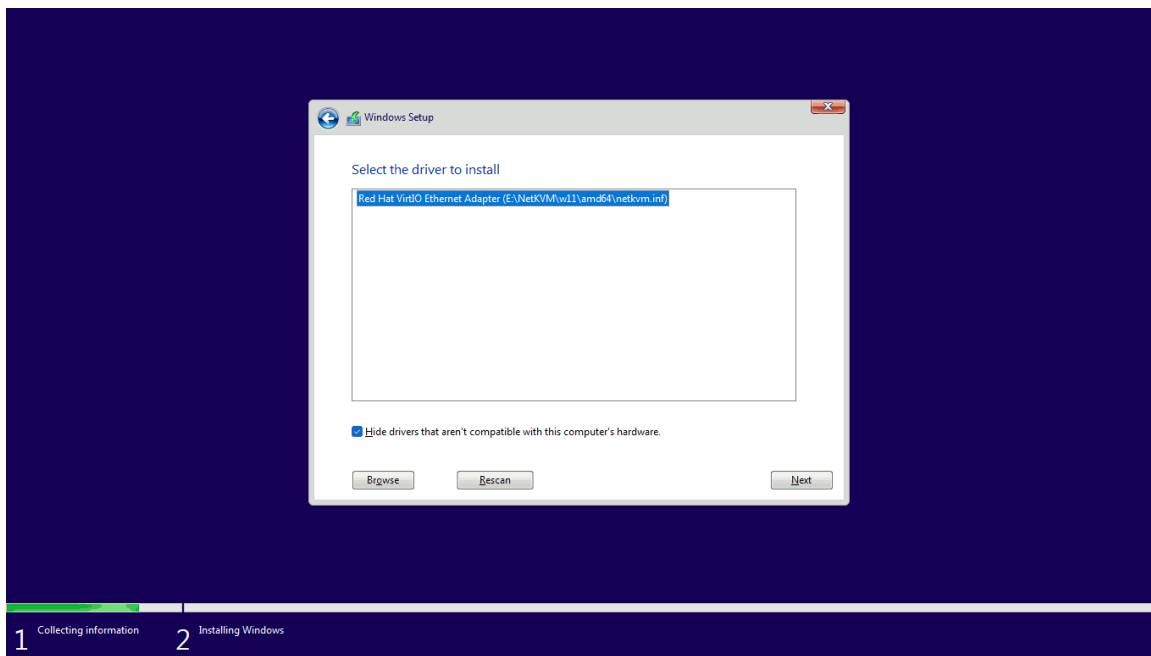 Windows Setup
Select the driver to install
Red Hat VirtIO Ethernet Adapter (E:\NetKVM\w11\amd64\netkvm.inf)
Hide drivers that aren't compatible with this computer's hardware.
Browse
Rescan
Next
1 Collecting information
2 Installing Windows